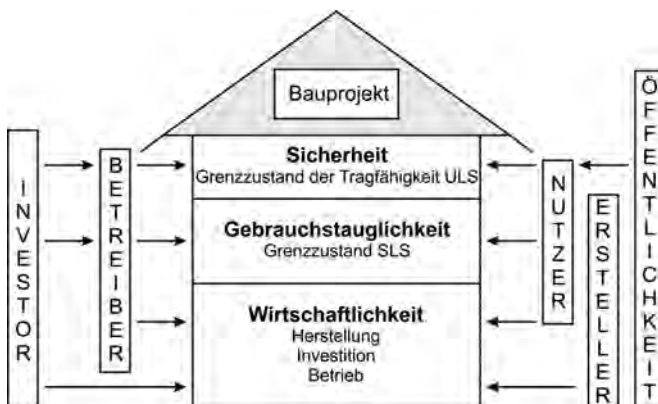 Bauprojekt
Sicherheit
Grenzzustand der Tragfähigkeit ULS
Gebrauchstauglichkeit
Grenzzustand SLS
Wirtschaftlichkeit
Herstellung
Investition
Betrieb
INVESTOR
BETREIBER
NUTZER
ERSTELLER
ÖFFENTLICHKEIT